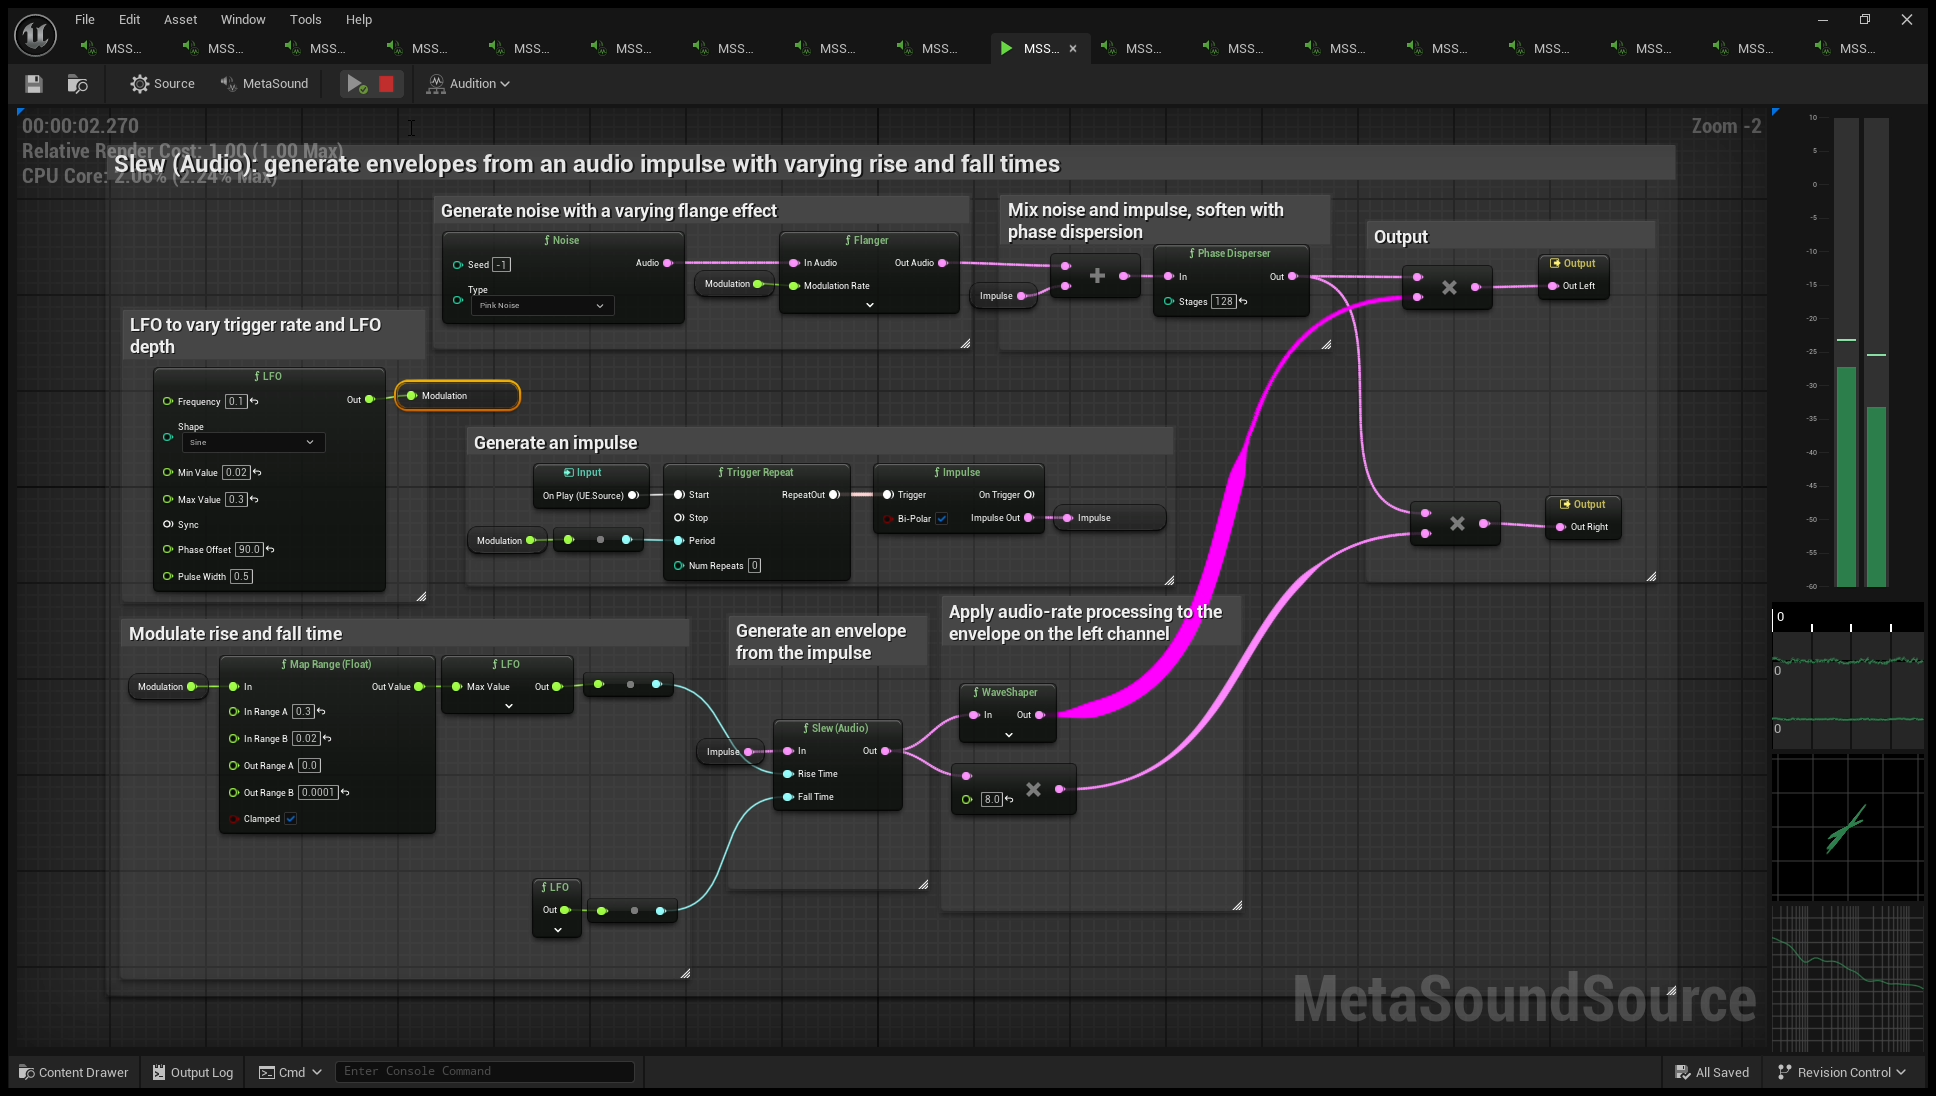 File Edit Asset Window Tools Help
MSS... MSS... MSS... MSS... MSS... MSS... MSS... MSS... MSS... MSS... × MSS... MSS... MSS... MSS... MSS... MSS... MSS... MSS...
Source MetaSound Audition
00:00:02.270
Zoom -2
Relative Render Cost: 1.00 (1.00 Max)
CPU Core: 2.06% (2.24% Max)
Slew (Audio): generate envelopes from an audio impulse with varying rise and fall times
Generate noise with a varying flange effect
Noise
Seed -1
Audio
Type
Pink Noise
Modulation
Flanger
In Audio
Out Audio
Modulation Rate
Mix noise and impulse, soften with
phase dispersion
Impulse
Phase Disperser
In
Out
Stages 128
Output
Output
Out Left
Output
Out Right
LFO to vary trigger rate and LFO
depth
LFO
Frequency 0.1
Out
Shape
Sine
Min Value 0.02
Max Value 0.3
Sync
Phase Offset 90.0
Pulse Width 0.5
Modulation
Generate an impulse
Input
On Play (UE.Source)
Modulation
Trigger Repeat
Start
RepeatOut
Stop
Period
Num Repeats 0
Impulse
Trigger
On Trigger
Bi-Polar
Impulse Out
Impulse
Modulate rise and fall time
Modulation
Map Range (Float)
In
Out Value
In Range A 0.3
In Range B 0.02
Out Range A 0.0
Out Range B 0.0001
Clamped
LFO
Max Value
Out
LFO
Out
Generate an envelope
from the impulse
Impulse
Slew (Audio)
In
Out
Rise Time
Fall Time
Apply audio-rate processing to the
envelope on the left channel
WaveShaper
In
Out
8.0
MetaSoundSource
10
5
0
-5
-10
-15
-20
-25
-30
-35
-40
-45
-50
-55
-60
0
0
0
Content Drawer Output Log Cmd Enter Console Command All Saved Revision Control